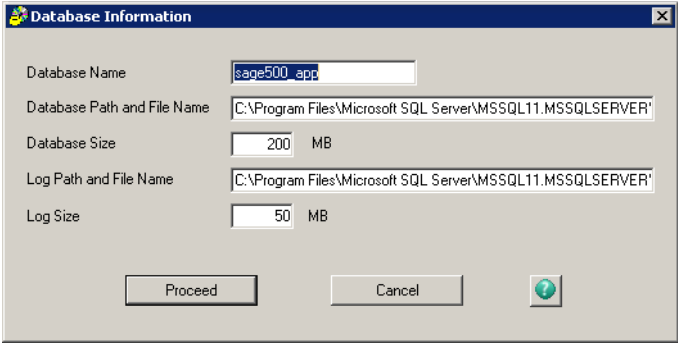 Database Information
Database Name sage500_app
Database Path and File Name C:\Program Files\Microsoft SQL Server\MSSQL11.MSSQLSERVER\
Database Size 200 MB
Log Path and File Name C:\Program Files\Microsoft SQL Server\MSSQL11.MSSQLSERVER\
Log Size 50 MB
Proceed Cancel ?